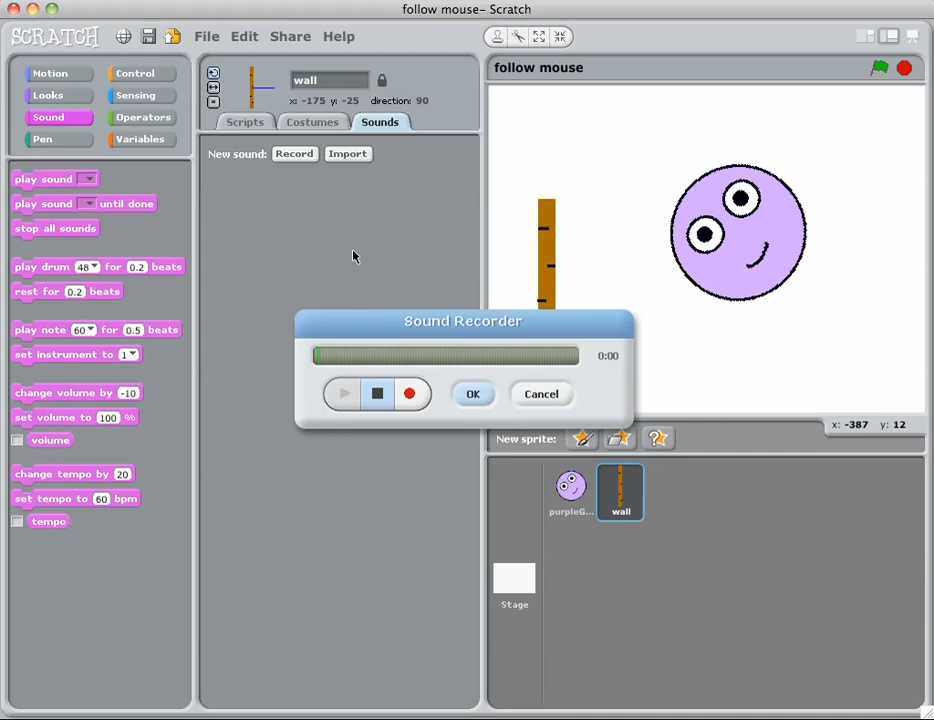 follow mouse- Scratch
SCRATCH File Edit Share Help
Motion Control
Looks Sensing
Sound Operators
Pen Variables
wall
x: -175 y: -25 direction: 90
Scripts Costumes Sounds
New sound: Record Import
play sound
play sound until done
stop all sounds
play drum 48 for 0.2 beats
rest for 0.2 beats
play note 60 for 0.5 beats
set instrument to 1
change volume by -10
set volume to 100 %
volume
change tempo by 20
set tempo to 60 bpm
tempo
follow mouse
Sound Recorder
0:00
OK Cancel
x: -387 y: 12
New sprite:
purpleG... wall
Stage